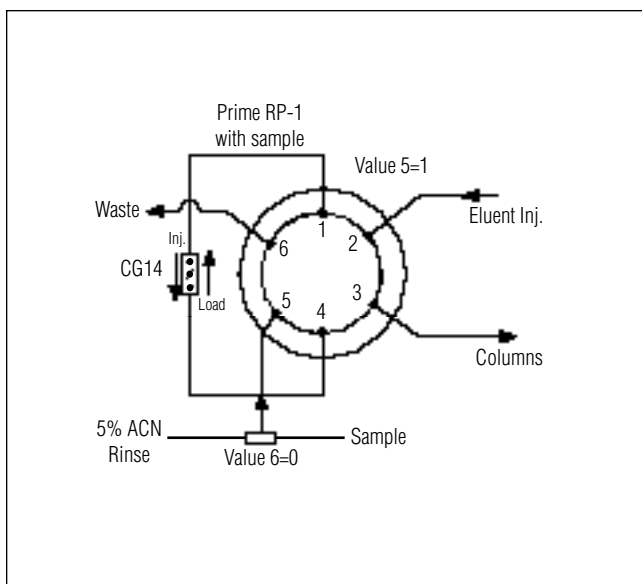 Prime RP-1
with sample
Value 5=1
Waste
Eluent Inj.
1
2
6
Inj.
CG14
Load
5
4
3
Columns
5% ACN
Rinse
Sample
Value 6=0